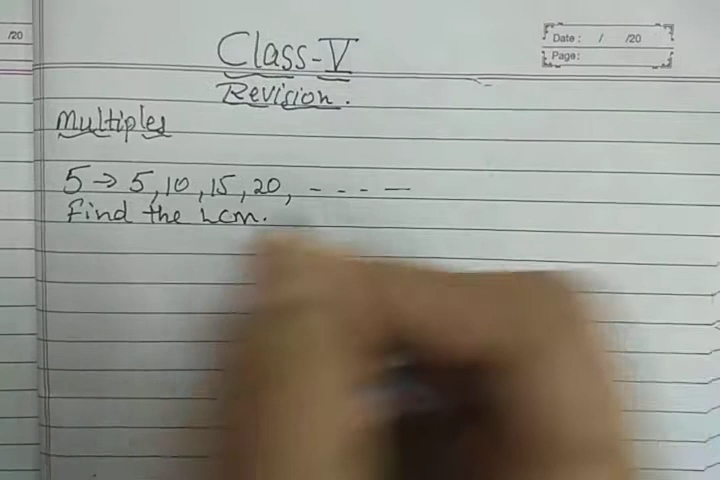 /20
Class-V
Date : / /20
Page:
Revision.
Multiples
5 → 5, 10, 15, 20, - - - - -
Find the LCM.